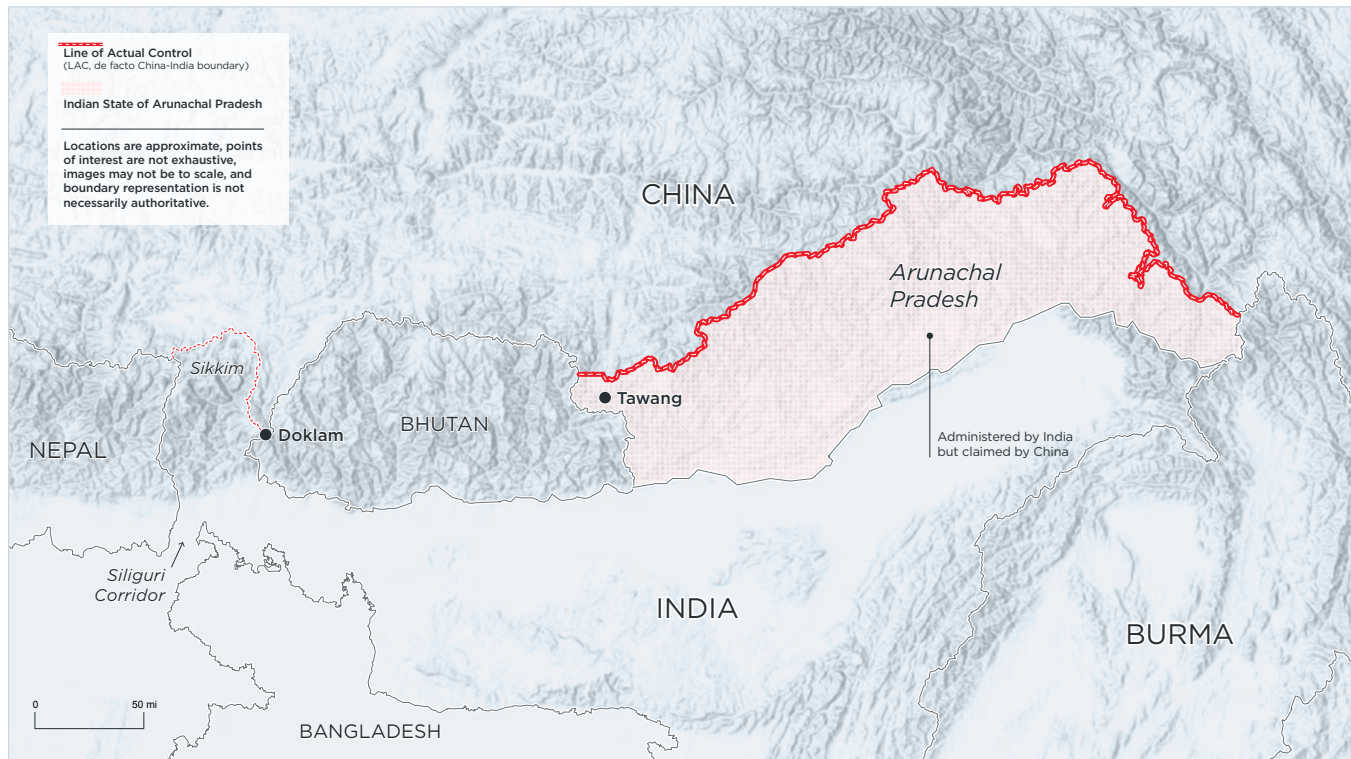 Line of Actual Control
(LAC, de facto China-India boundary)
Indian State of Arunachal Pradesh
Locations are approximate, points
of interest are not exhaustive,
images may not be to scale, and
boundary representation is not
necessarily authoritative.
CHINA
Arunachal
Pradesh
Sikkim
Tawang
BHUTAN
Doklam
NEPAL
Administered by India
but claimed by China
Siliguri
Corridor
INDIA
BURMA
0
50 mi
BANGLADESH